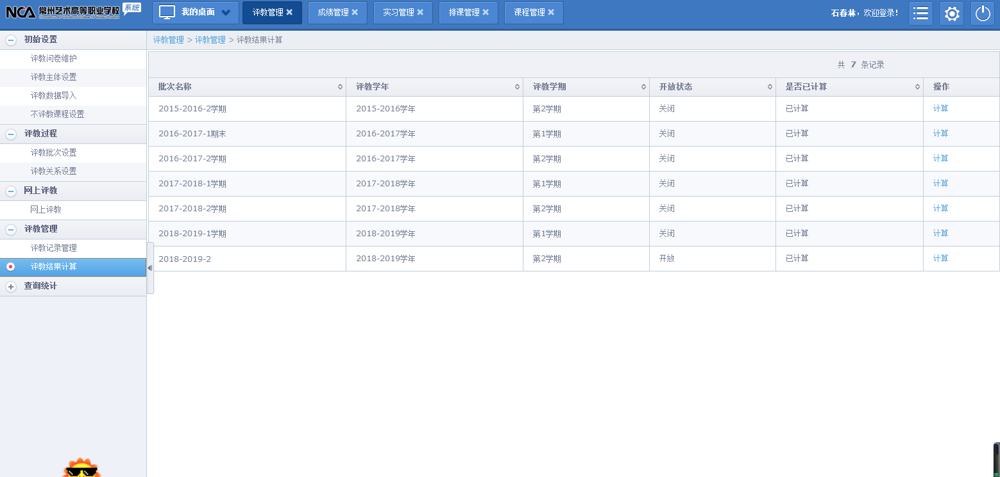 NCA 常州艺术高等职业学校 系统
我的桌面 评教管理 成绩管理 实习管理 排课管理 课程管理 石春林，欢迎登录!
初始设置
评教问卷维护
评教主体设置
评教数据导入
不评教课程设置
评教过程
评教批次设置
评教关系设置
网上评教
网上评教
评教管理
评教记录管理
评教结果计算
查询统计
评教管理 > 评教管理 > 评教结果计算
共 7 条记录
批次名称 评教学年 评教学期 开放状态 是否已计算 操作
2015-2016-2学期 2015-2016学年 第2学期 关闭 已计算 计算
2016-2017-1期末 2016-2017学年 第1学期 关闭 已计算 计算
2016-2017-2学期 2016-2017学年 第2学期 关闭 已计算 计算
2017-2018-1学期 2017-2018学年 第1学期 关闭 已计算 计算
2017-2018-2学期 2017-2018学年 第2学期 关闭 已计算 计算
2018-2019-1学期 2018-2019学年 第1学期 关闭 已计算 计算
2018-2019-2 2018-2019学年 第2学期 开放 已计算 计算